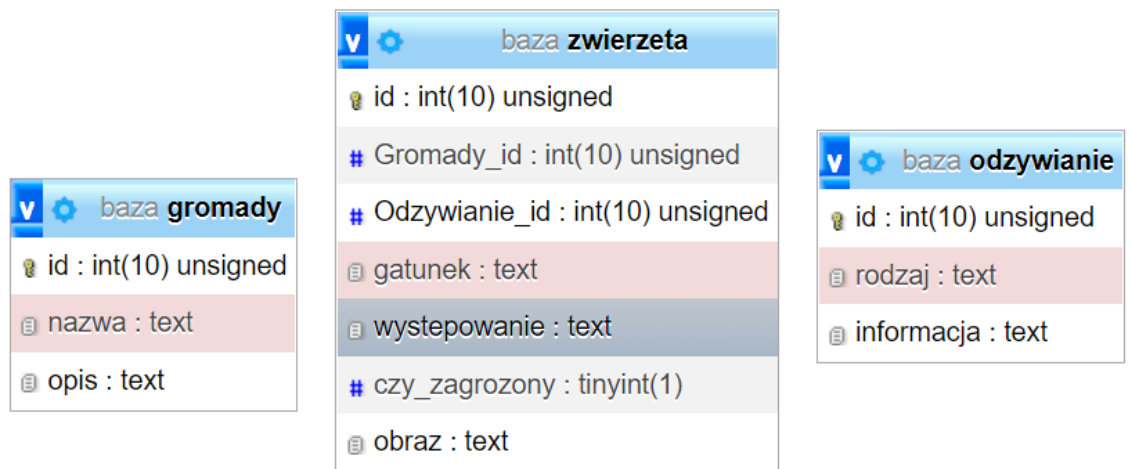 v baza gromady
id : int(10) unsigned
nazwa : text
opis : text
v baza zwierzeta
id : int(10) unsigned
# Gromady_id : int(10) unsigned
# Odzywianie_id : int(10) unsigned
gatunek : text
wystepowanie : text
# czy_zagrozony : tinyint(1)
obraz : text
v baza odzywianie
id : int(10) unsigned
rodzaj : text
informacja : text